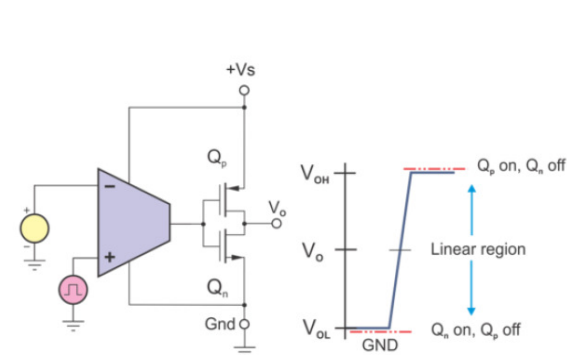 +Vs
Qp
Vo
Qn
Gnd
−
+
+
−
VOH
Vo
VOL
GND
Qp on, Qn off
Linear region
Qn on, Qp off